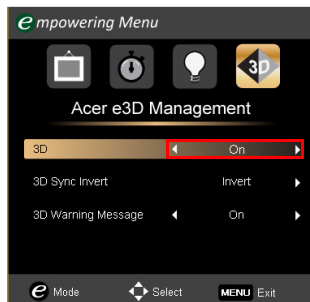 empowering Menu
3D
Acer e3D Management
3D On
3D Sync Invert Invert
3D Warning Message On
e Mode Select MENU Exit